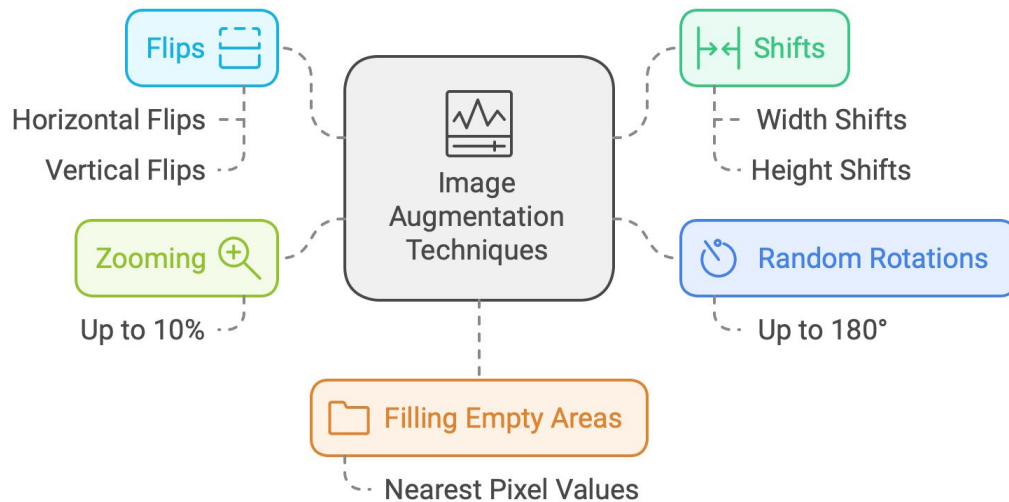 Flips
Horizontal Flips
Vertical Flips
Zooming
Up to 10%
Image
Augmentation
Techniques
Shifts
Width Shifts
Height Shifts
Random Rotations
Up to 180°
Filling Empty Areas
Nearest Pixel Values